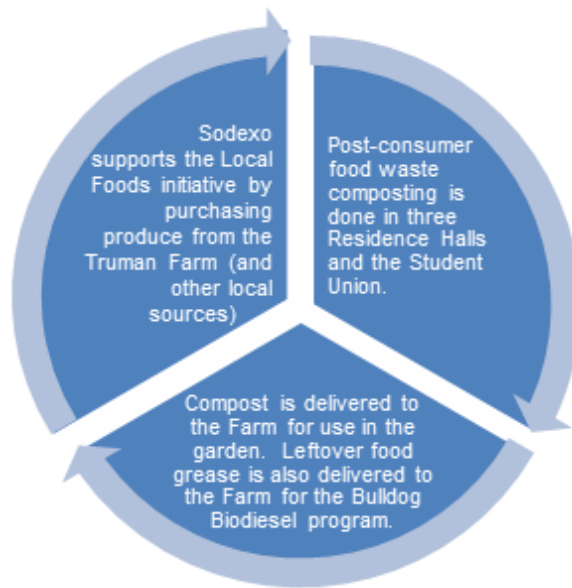 Sodexo
supports the Local
Foods initiative by
purchasing
produce from the
Truman Farm (and
other local
sources)
Post-consumer
food waste
composting is
done in three
Residence Halls
and the Student
Union.
Compost is delivered to
the Farm for use in the
garden. Leftover food
grease is also delivered to
the Farm for the Bulldog
Biodiesel program.